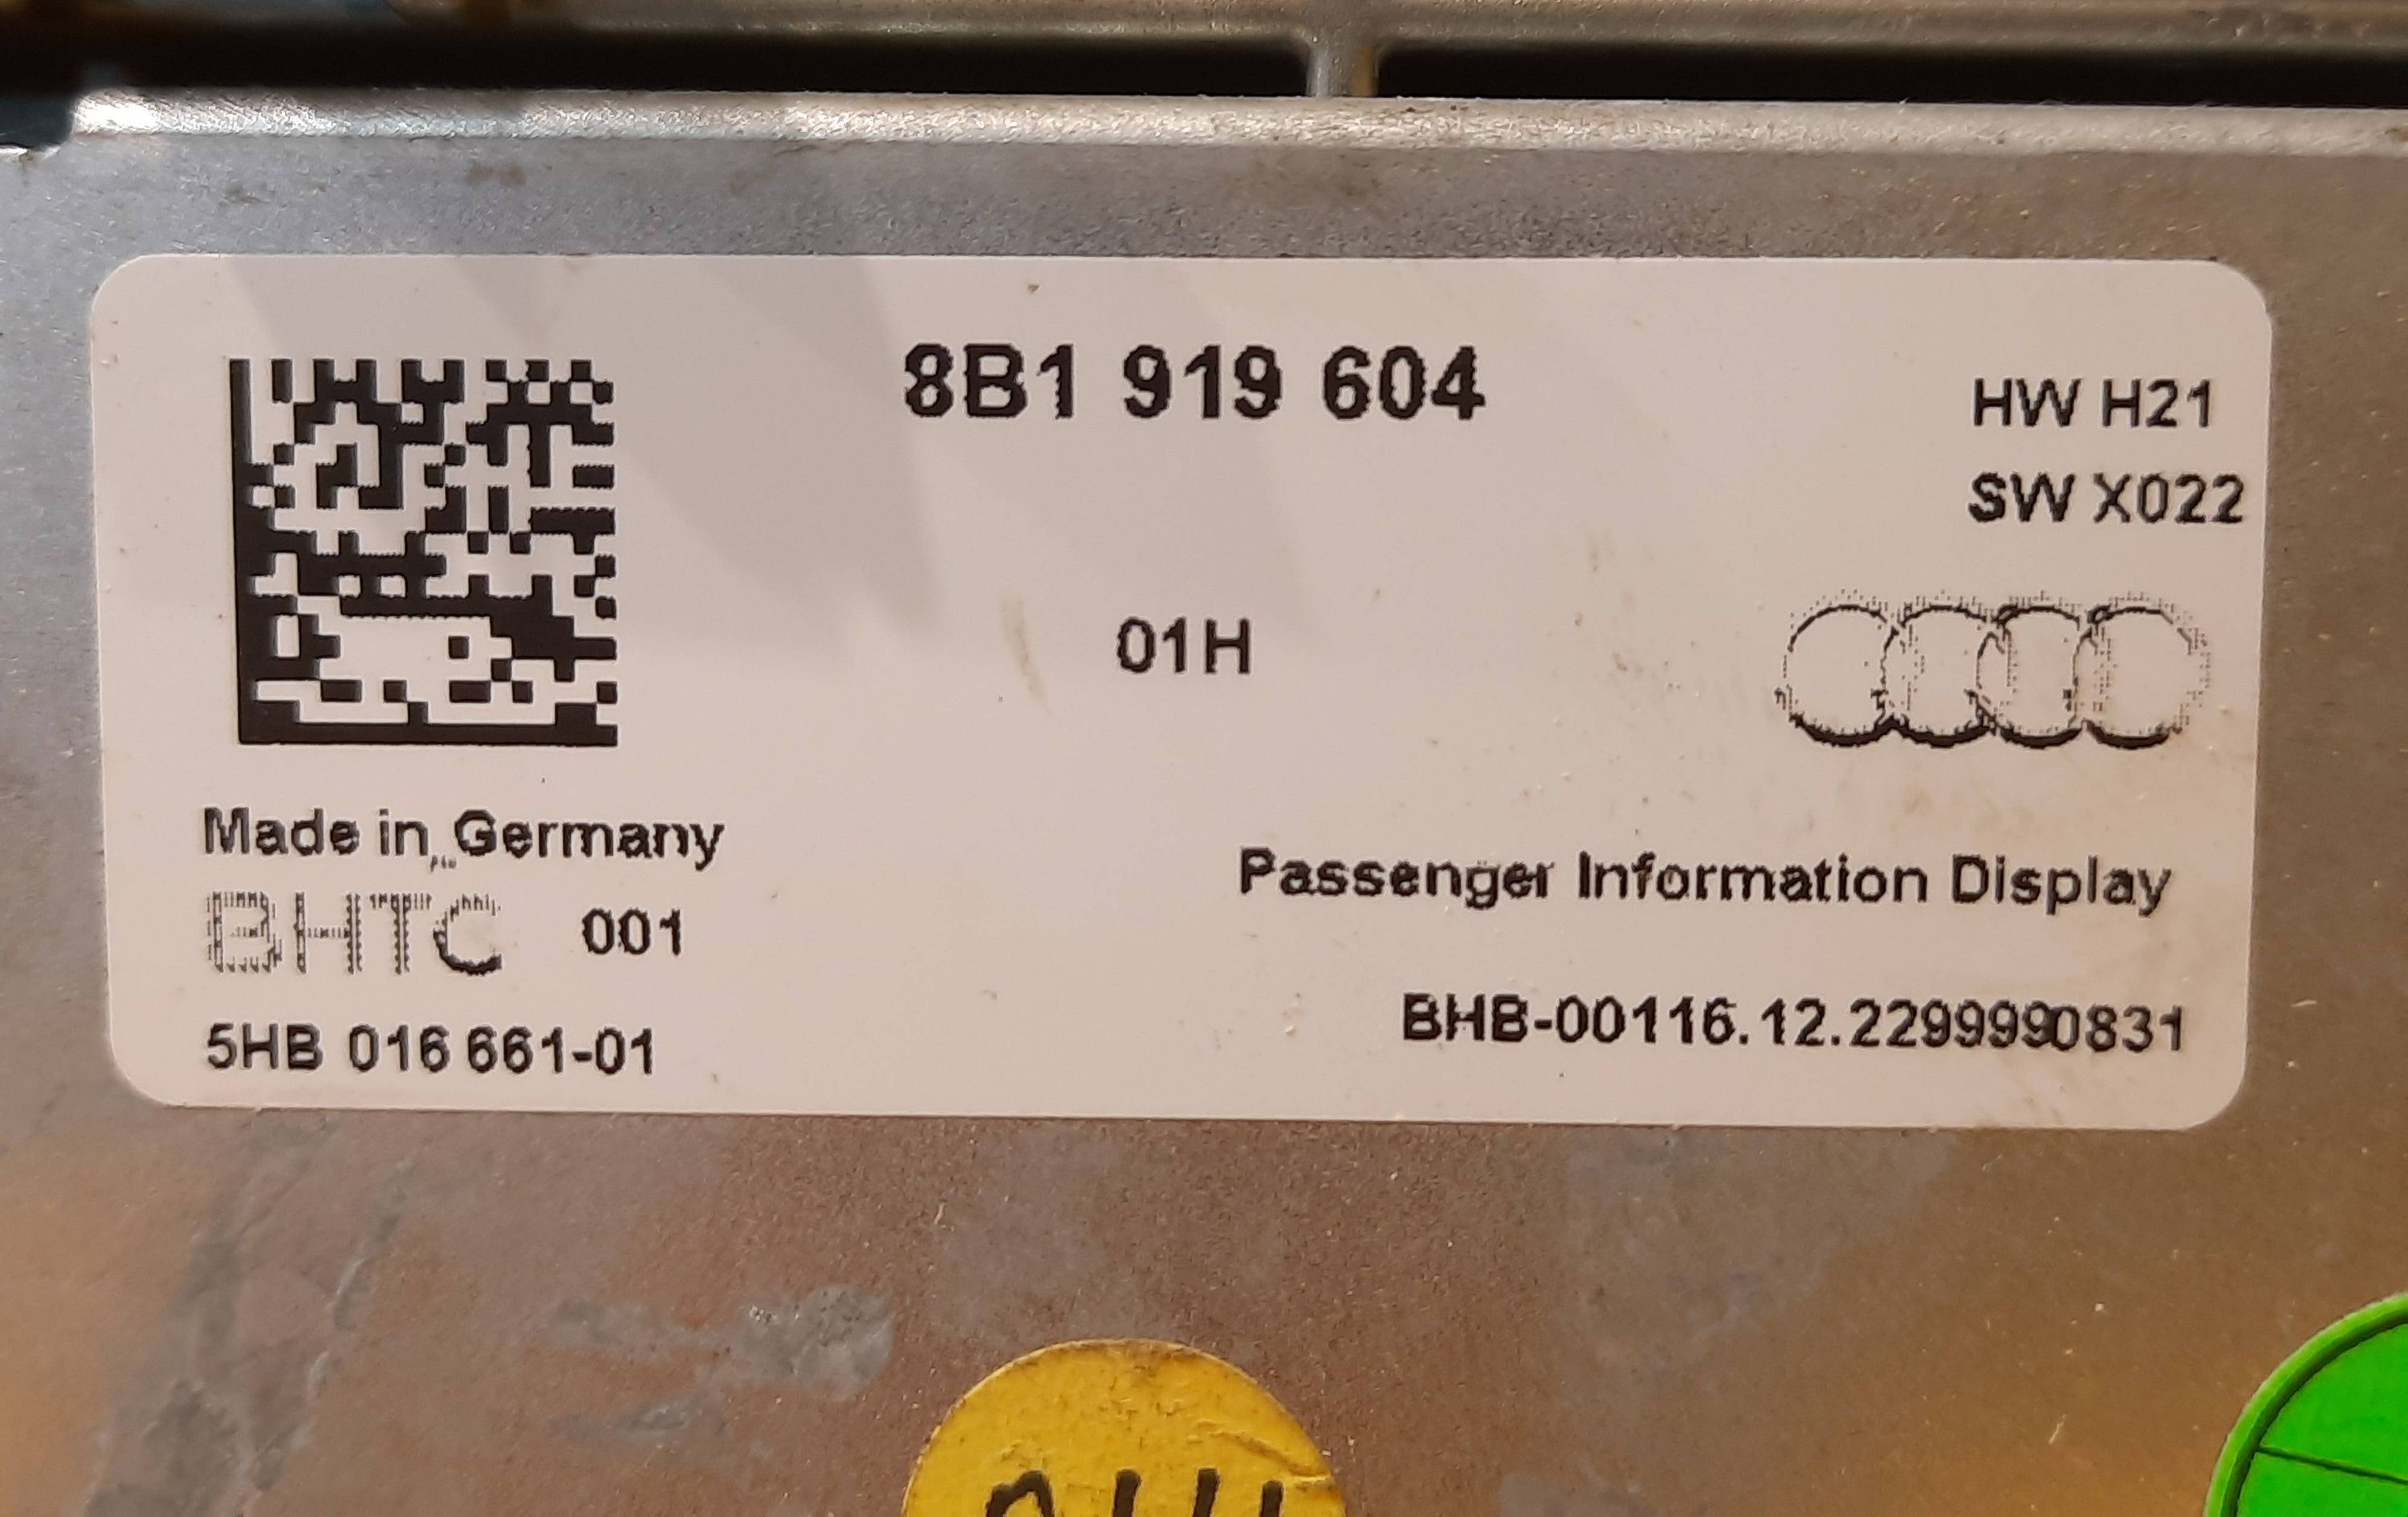 8B1 919 604
HW H21
SW X022
01H
Made in Germany
BHTC 001
Passenger Information Display
5HB 016 661-01
BHB-00116.12.2299990831